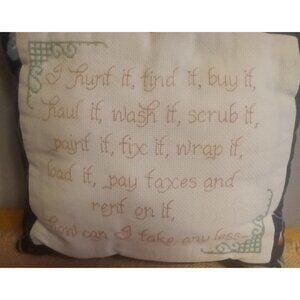 I hunt it, find it, buy it,
haul it, wash it, scrub it,
paint it, fix it, wrap it,
load it, pay taxes and
rent on it,
how can I take any less